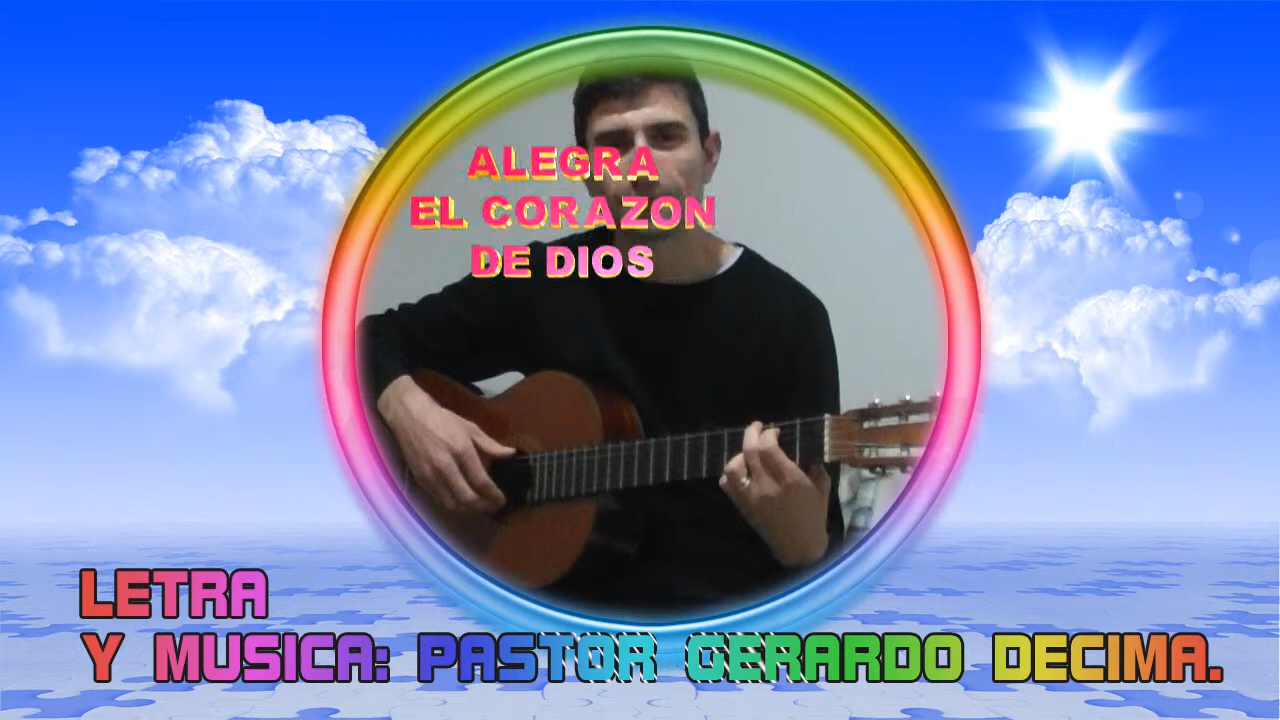 ALEGRA
EL CORAZON
DE DIOS
LETRA
Y MUSICA: PASTOR GERARDO DECIMA.